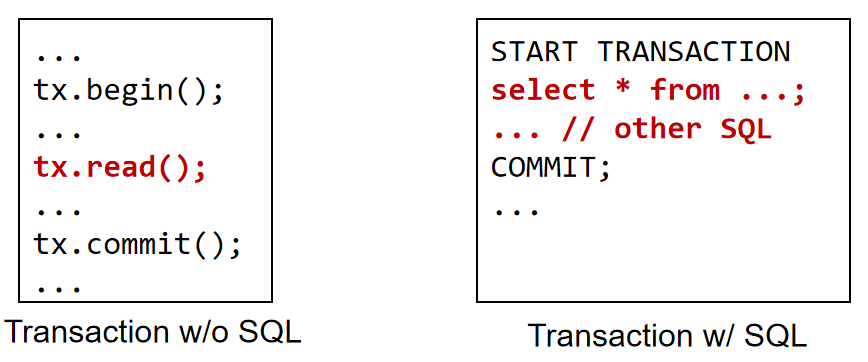 ...
tx.begin();
...
tx.read();
...
tx.commit();
...
Transaction w/o SQL
START TRANSACTION
select * from ...;
... // other SQL
COMMIT;
...
Transaction w/ SQL